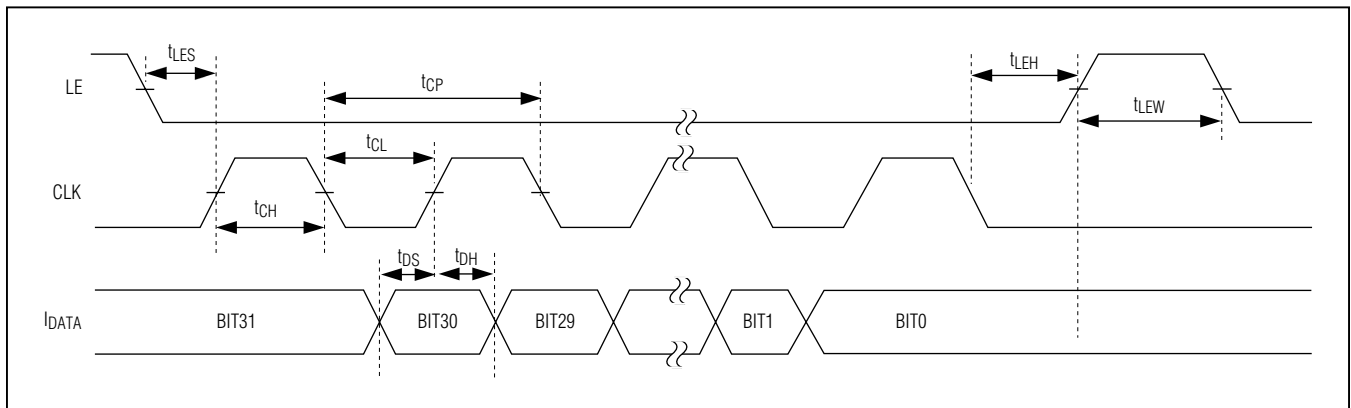 tLES
tCP
tLEH
LE
tLEW
tCL
CLK
tCH
tDS
tDH
IDATA
BIT31
BIT30
BIT29
BIT1
BIT0